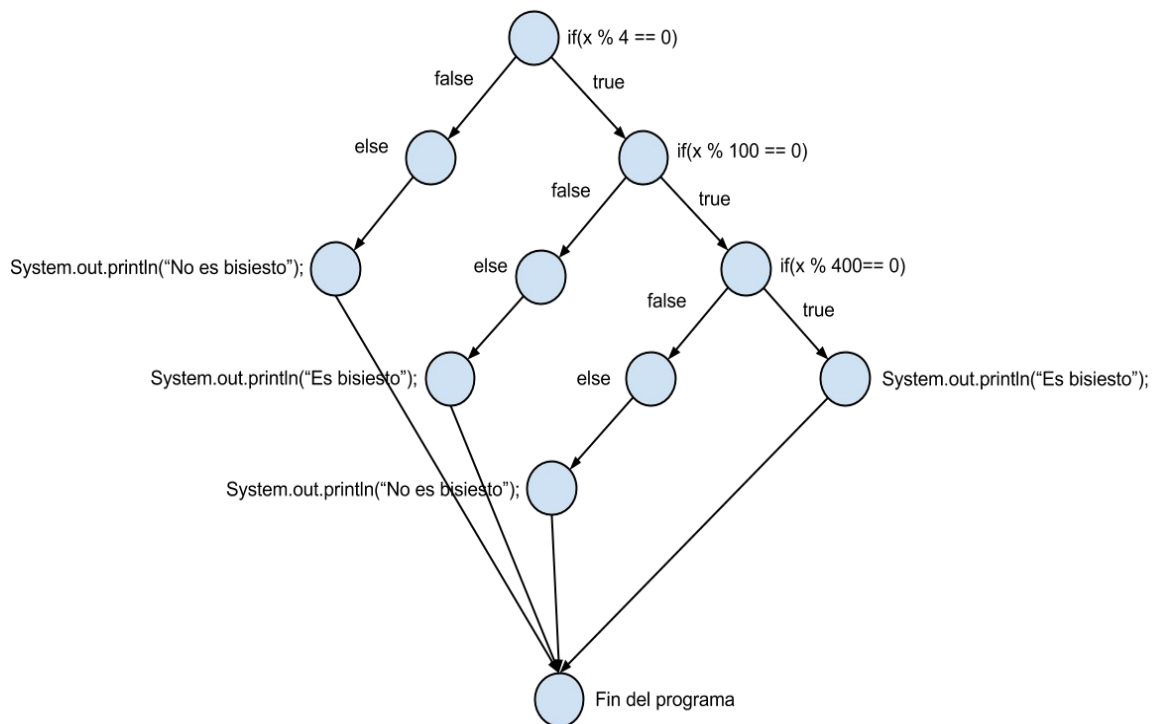 if(x % 4 == 0)
false
true
else
if(x % 100 == 0)
false
true
System.out.println(“No es bisiesto”);
else
if(x % 400== 0)
false
true
System.out.println(“Es bisiesto”);
else
System.out.println(“Es bisiesto”);
System.out.println(“No es bisiesto”);
Fin del programa